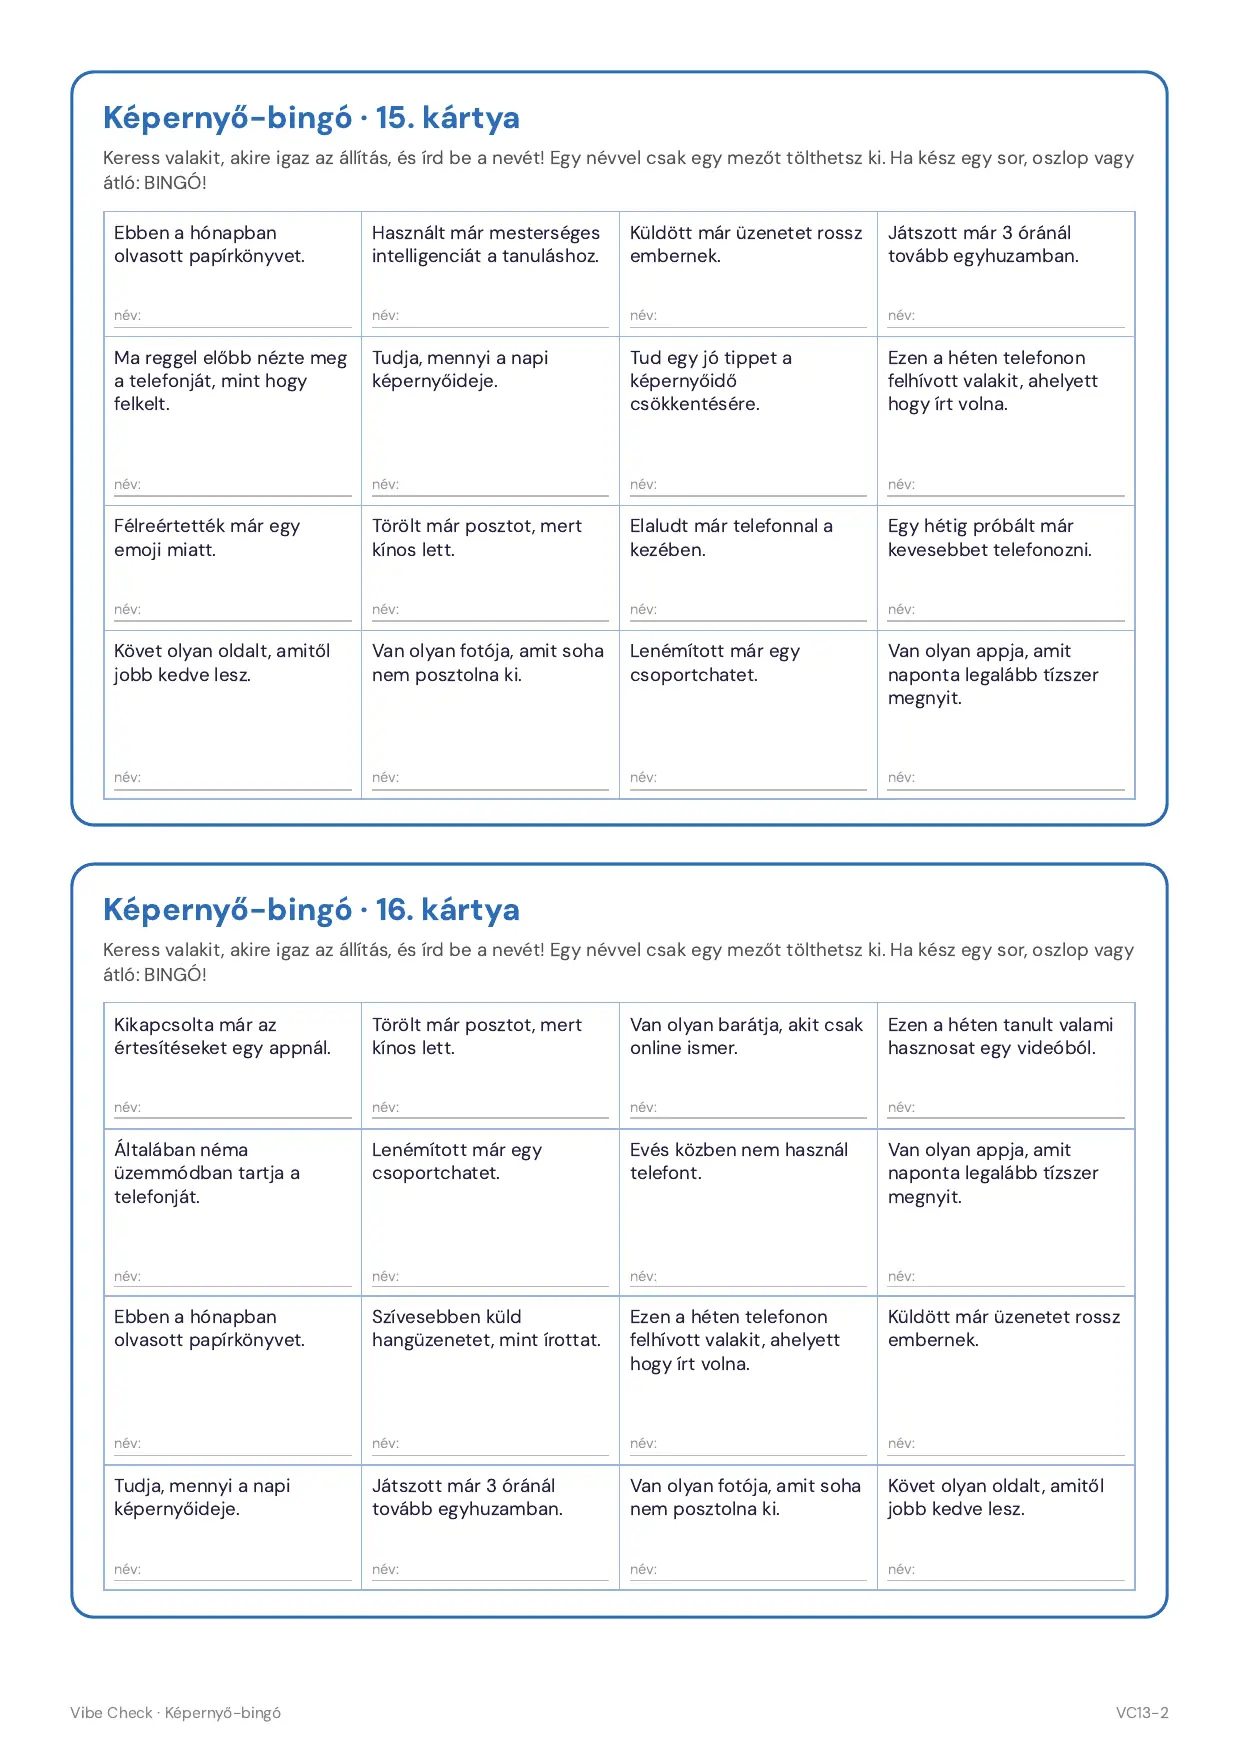 Képernyő-bingó · 15. kártya
Keress valakit, akire igaz az állítás, és írd be a nevét! Egy névvel csak egy mezőt tölthetsz ki. Ha kész egy sor, oszlop vagy
átló: BINGÓ!
Ebben a hónapban
olvasott papírkönyvet.
név:
Használt már mesterséges
intelligenciát a tanuláshoz.
név:
Küldött már üzenetet rossz
embernek.
név:
Játszott már 3 óránál
tovább egyhuzamban.
név:
Ma reggel előbb nézte meg
a telefonját, mint hogy
felkelt.
név:
Tudja, mennyi a napi
képernyőideje.
név:
Tud egy jó tippet a
képernyőidő
csökkentésére.
név:
Ezen a héten telefonon
felhívott valakit, ahelyett
hogy írt volna.
név:
Félreértették már egy
emoji miatt.
név:
Törölt már posztot, mert
kínos lett.
név:
Elaludt már telefonnal a
kezében.
név:
Egy hétig próbált már
kevesebbet telefonozni.
név:
Követ olyan oldalt, amitől
jobb kedve lesz.
név:
Van olyan fotója, amit soha
nem posztolna ki.
név:
Lenémított már egy
csoportchatet.
név:
Van olyan appja, amit
naponta legalább tízszer
megnyit.
név:
Képernyő-bingó · 16. kártya
Keress valakit, akire igaz az állítás, és írd be a nevét! Egy névvel csak egy mezőt tölthetsz ki. Ha kész egy sor, oszlop vagy
átló: BINGÓ!
Kikapcsolta már az
értesítéseket egy appnál.
név:
Törölt már posztot, mert
kínos lett.
név:
Van olyan barátja, akit csak
online ismer.
név:
Ezen a héten tanult valami
hasznosat egy videóból.
név:
Általában néma
üzemmódban tartja a
telefonját.
név:
Lenémított már egy
csoportchatet.
név:
Evés közben nem használ
telefont.
név:
Van olyan appja, amit
naponta legalább tízszer
megnyit.
név:
Ebben a hónapban
olvasott papírkönyvet.
név:
Szívesebben küld
hangüzenetet, mint írottat.
név:
Ezen a héten telefonon
felhívott valakit, ahelyett
hogy írt volna.
név:
Küldött már üzenetet rossz
embernek.
név:
Tudja, mennyi a napi
képernyőideje.
név:
Játszott már 3 óránál
tovább egyhuzamban.
név:
Van olyan fotója, amit soha
nem posztolna ki.
név:
Követ olyan oldalt, amitől
jobb kedve lesz.
név:
Vibe Check · Képernyő-bingó
VC13-2